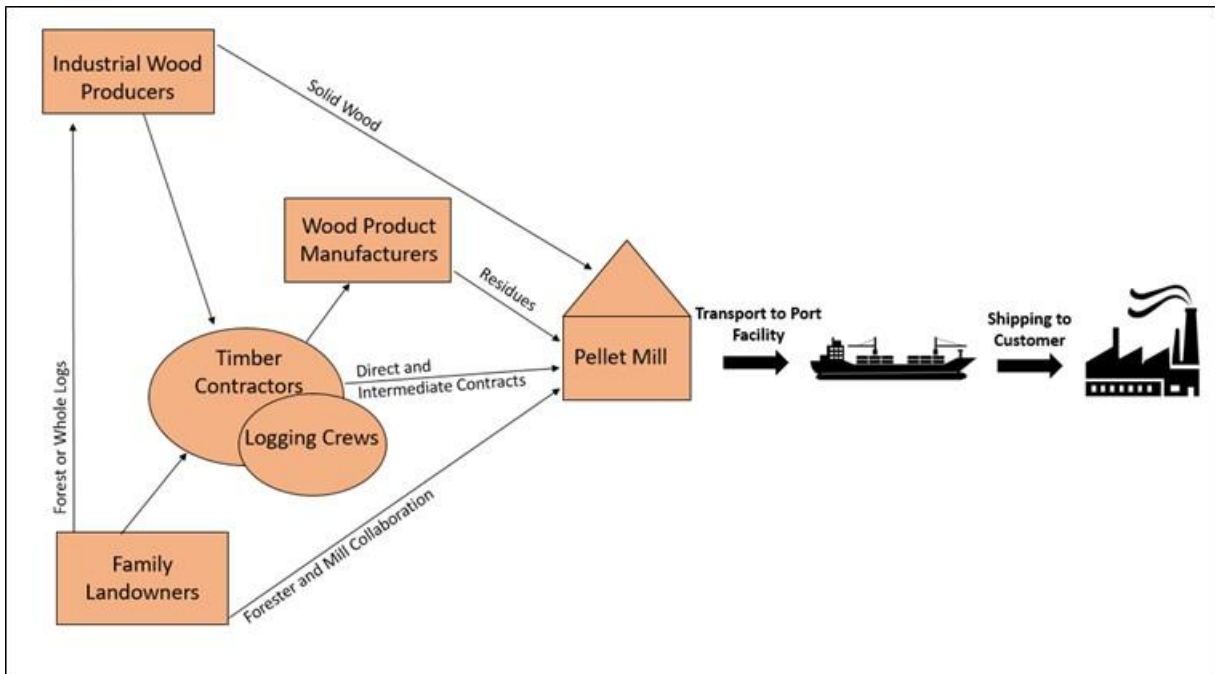 Industrial Wood
Producers
Solid Wood
Wood Product
Manufacturers
Residues
Timber
Contractors
Logging Crews
Direct and
Intermediate Contracts
Pellet Mill
Transport to Port
Facility
Shipping to
Customer
Forest or Whole Logs
Family
Landowners
Forester and Mill Collaboration